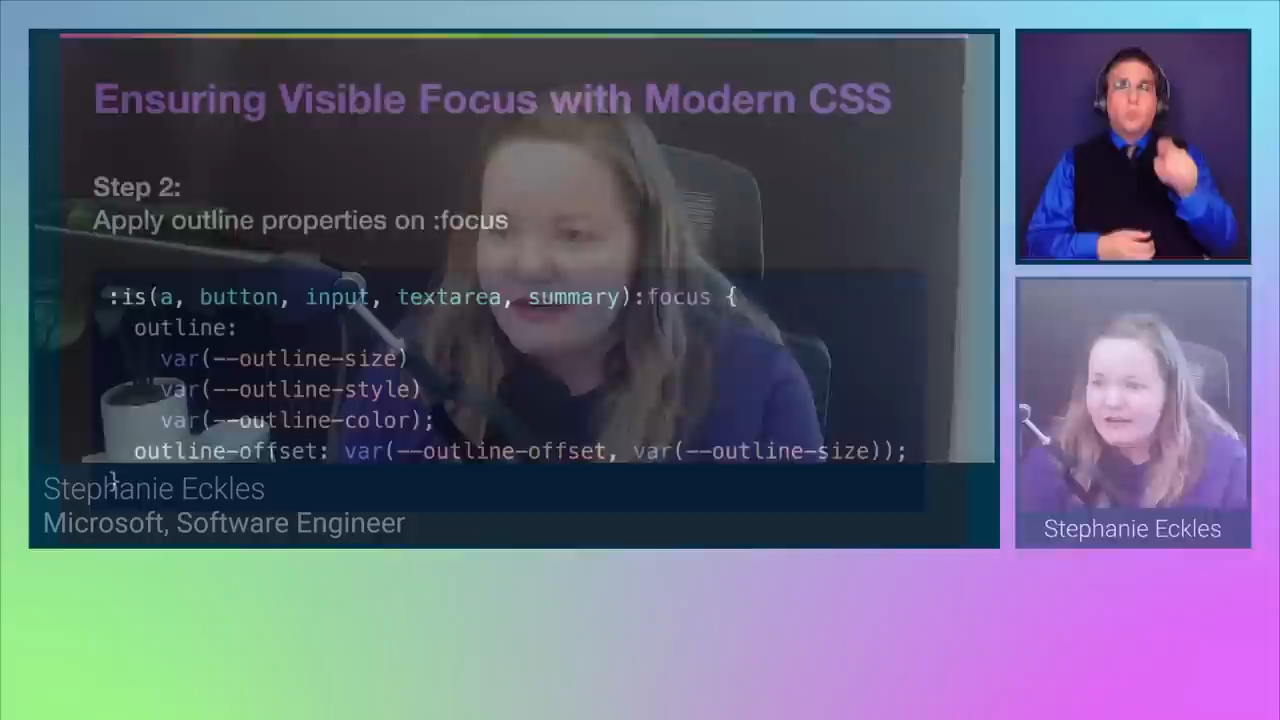 Ensuring Visible Focus with Modern CSS
Step 2:
Apply outline properties on :focus
:is(a, button, input, textarea, summary):focus {
outline:
var(--outline-size)
var(--outline-style)
var(--outline-color);
outline-offset: var(--outline-offset, var(--outline-size));
}
Stephanie Eckles
Microsoft, Software Engineer
Stephanie Eckles